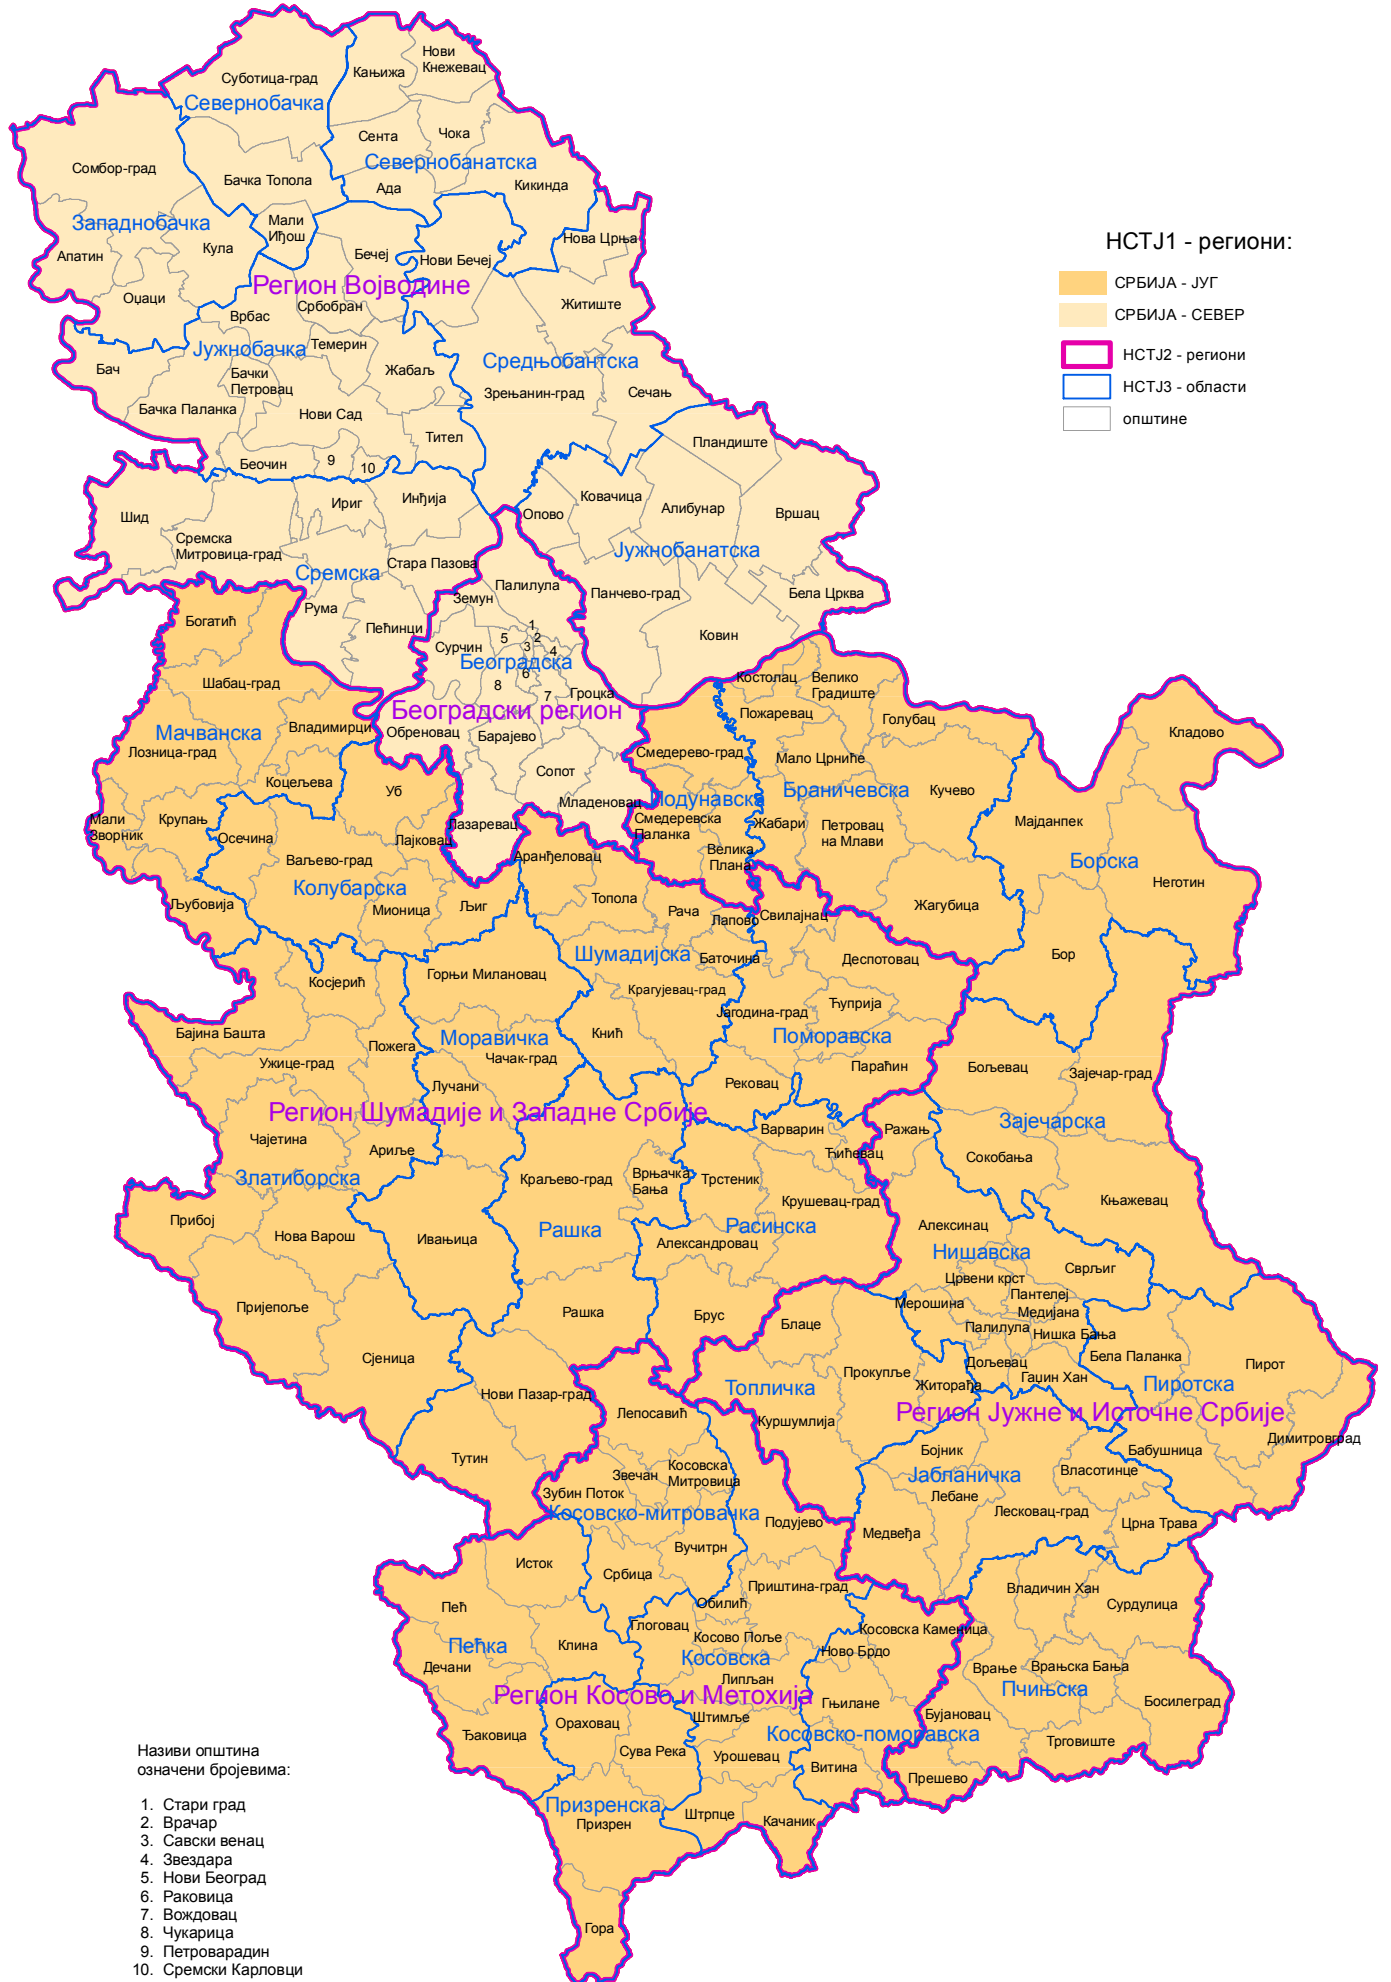 НСТЈ1 - региони:
СРБИЈА - ЈУГ
СРБИЈА - СЕВЕР
НСТЈ2 - региони
НСТЈ3 - области
општине
Нови
Кнежевац
Кањижа
Суботица-град
Севернобачка
Сента
Чока
Севернобанатска
Сомбор-град
Бачка Топола
Ада
Кикинда
Западнобачка
Мали
Иђош
Кула
Апатин
Бечеј
Нови Бечеј
Нова Црња
Регион Војводине
Оџаци
Србобран
Житиште
Врбас
Јужнобачка
Темерин
Средњобантска
Бач
Бачки
Петровац
Жабаљ
Зрењанин-град
Сечањ
Бачка Паланка
Нови Сад
Тител
Пландиште
Беочин
9
10
Шид
Ириг
Инђија
Ковачица
Опово
Алибунар
Вршац
Сремска
Митровица-град
Јужнобанатска
Сремска
Стара Пазова
Палилула
Панчево-град
Бела Црква
Рума
Земун
Пећинци
Богатић
1
2
5
3
4
Сурчин
Београдска
6
8
7
Ковин
Шабац-град
Гроцка
Костолац
Велико
Градиште
Београдски регион
Пожаревац
Голубац
Кладово
Мачванска
Владимирци
Обреновац
Барајево
Лозница-град
Смедерево-град
Мало Црниће
Коцељева
Уб
Сопот
Браничевска
Кучево
Подунавска
Младеновац
Мали
Зворник
Крупањ
Осечина
Лајковац
Лазаревац
Смедеревска
Паланка
Жабари
Петровац
на Млави
Мајданпек
Ваљево-град
Аранђеловац
Велика
Плана
Борска
Колубарска
Неготин
Љубовија
Мионица
Љиг
Топола
Рача
Лапово
Свилајнац
Жагубица
Шумадијска
Баточина
Деспотовац
Бор
Косјерић
Горњи Милановац
Крагујевац-град
Јагодина-град
Ћуприја
Бајина Башта
Пожега
Моравичка
Чачак-град
Кнић
Поморавска
Ужице-град
Параћин
Бољевац
Зајечар-град
Лучани
Рековац
Регион Шумадије и Западне Србије
Варварин
Ражањ
Зајечарска
Чајетина
Ариље
Ћићевац
Сокобања
Златиборска
Краљево-град
Врњачка
Бања
Трстеник
Крушевац-град
Књажевац
Прибој
Нова Варош
Ивањица
Рашка
Расинска
Алексинац
Александровац
Нишавска
Сврљиг
Црвени крст
Пантелеј
Пријепоље
Рашка
Брус
Блаце
Мерошина
Медијана
Палилула
Нишка Бања
Сјеница
Бела Паланка
Пирот
Дољевац
Гаџин Хан
Прокупље
Житорађа
Топличка
Пиротска
Нови Пазар-град
Лепосавић
Куршумлија
Регион Јужне и Источне Србије
Димитровград
Тутин
Бојник
Бабушница
Звечан
Косовска
Митровица
Јабланичка
Власотинце
Зубин Поток
Лебане
Косовско-митровачка
Лесковац-град
Подујево
Медвеђа
Црна Трава
Вучитрн
Исток
Србица
Приштина-град
Владичин Хан
Обилић
Сурдулица
Пећ
Глоговац
Косово Поље
Косовска Каменица
Пећка
Клина
Косовска
Ново Брдо
Дечани
Липљан
Врање
Врањска Бања
Пчињска
Регион Косово и Метохија
Гњилане
Босилеград
Ђаковица
Ораховац
Штимље
Бујановац
Косовско-поморавска
Сува Река
Урошевац
Витина
Трговиште
Прешево
Призренска
Призрен
Штрпце
Качаник
Гора
Називи општина
означени бројевима:
1. Стари град
2. Врачар
3. Савски венац
4. Звездара
5. Нови Београд
6. Раковица
7. Вождовац
8. Чукарица
9. Петроварадин
10. Сремски Карловци